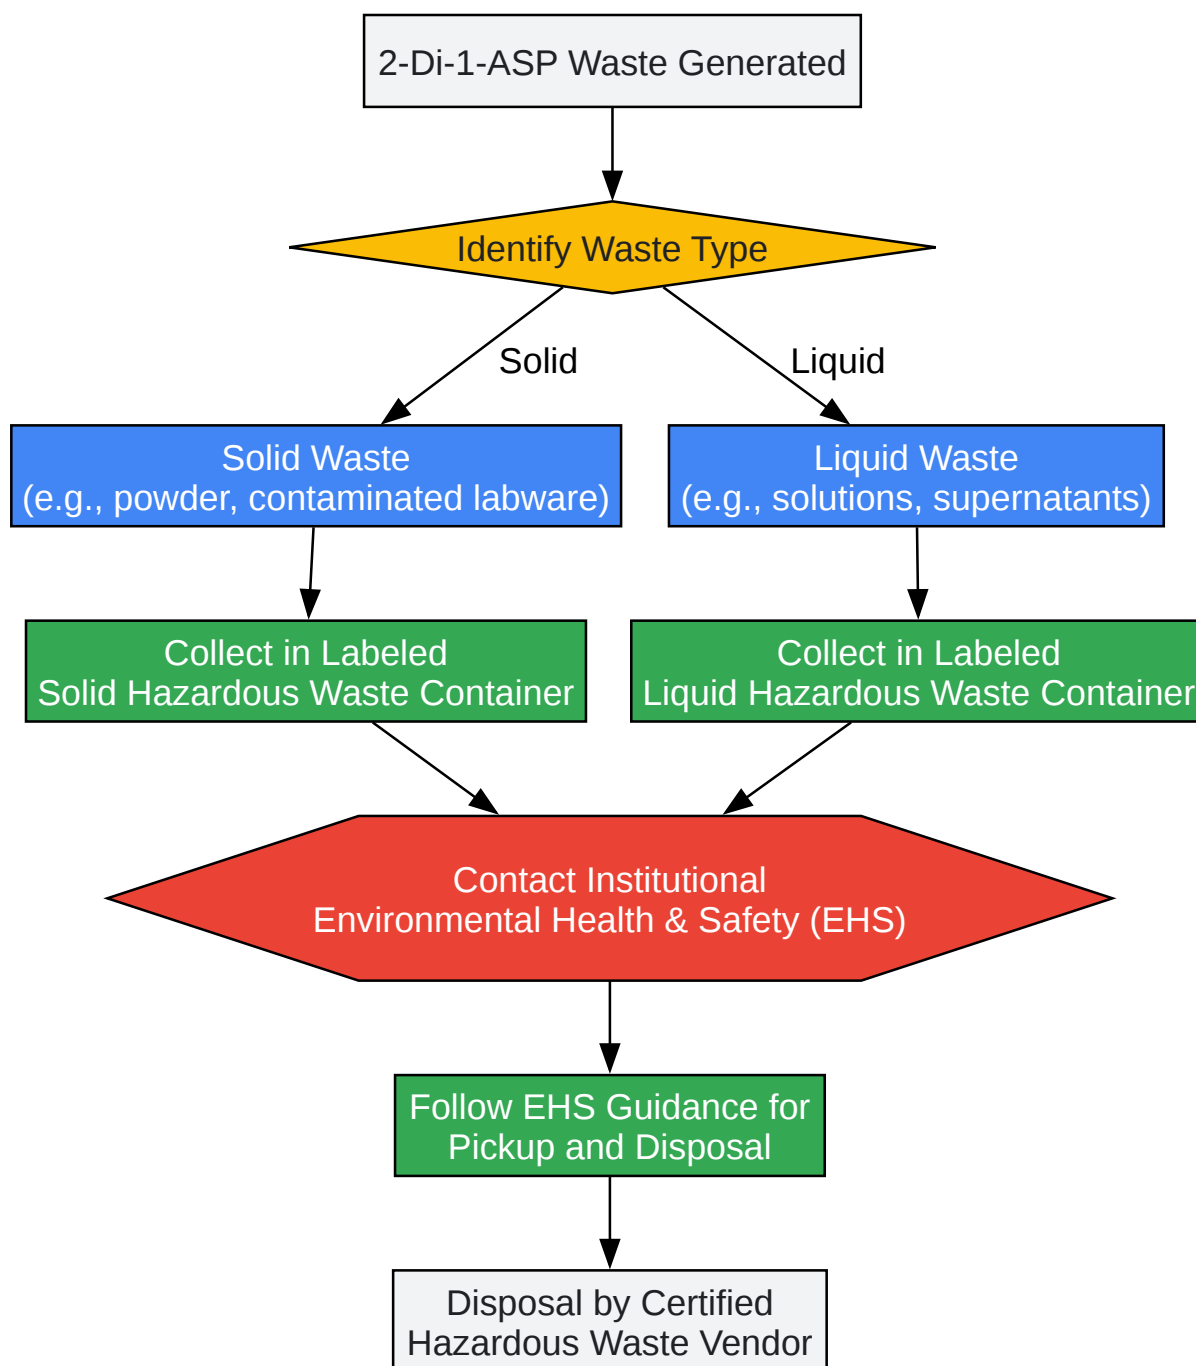 2-Di-1-ASP Waste Generated
Identify Waste Type
Solid
Liquid
Solid Waste
(e.g., powder, contaminated labware)
Liquid Waste
(e.g., solutions, supernatants)
Collect in Labeled
Solid Hazardous Waste Container
Collect in Labeled
Liquid Hazardous Waste Container
Contact Institutional
Environmental Health & Safety (EHS)
Follow EHS Guidance for
Pickup and Disposal
Disposal by Certified
Hazardous Waste Vendor